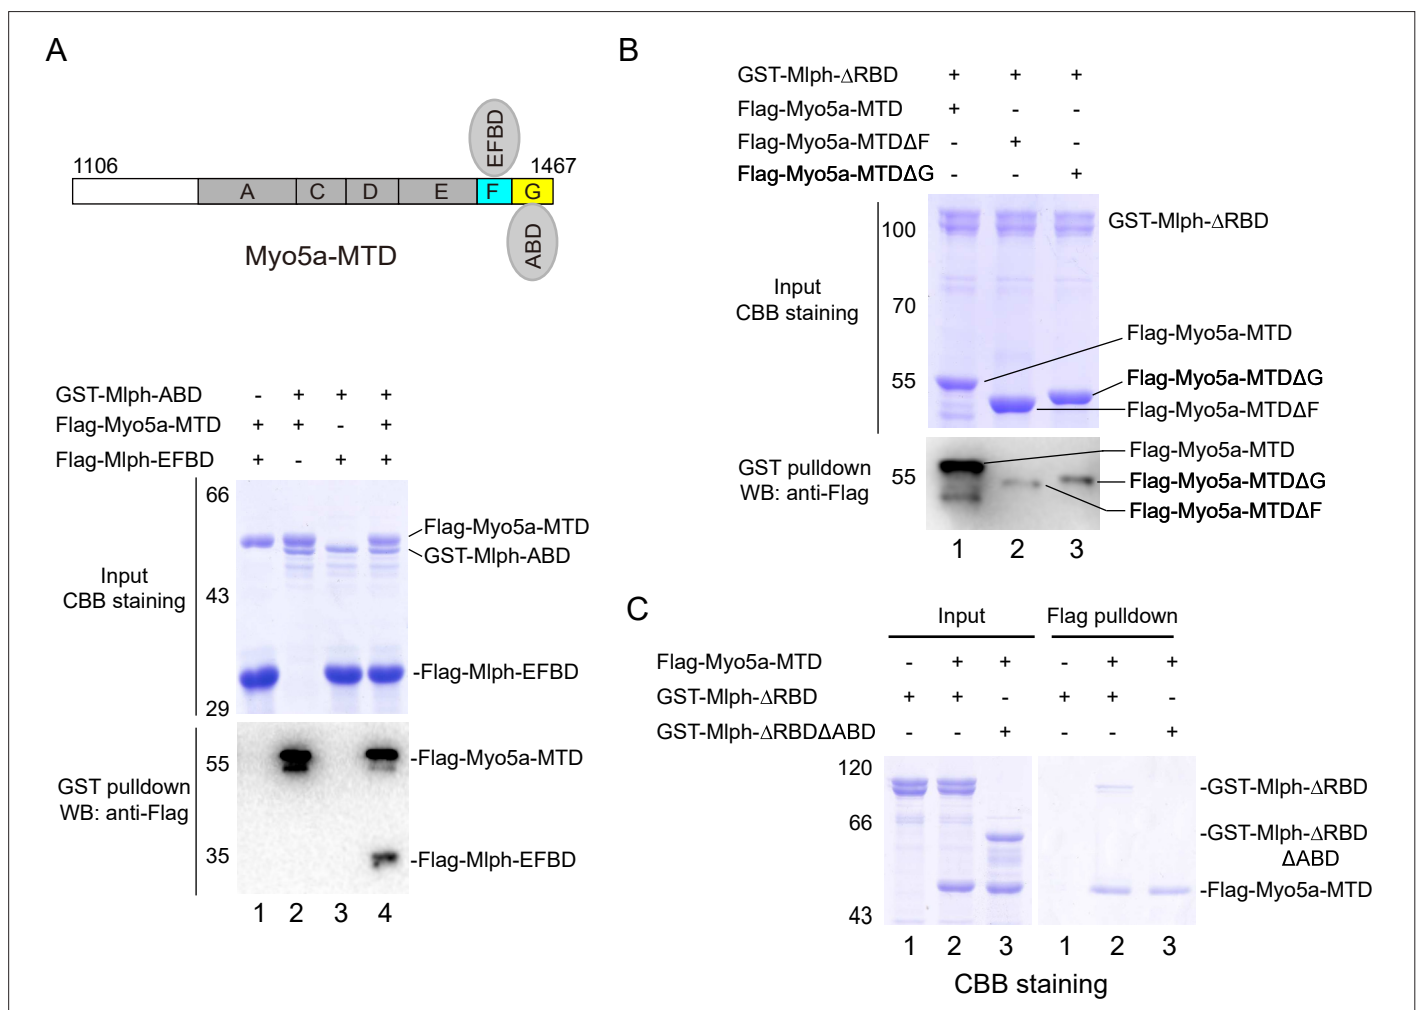 A
1106
1467
EFBD
A C D E F G
ABD
Myo5a-MTD
GST-Mlph-ABD - + + +
Flag-Myo5a-MTD + + - +
Flag-Mlph-EFBD + - + +
66
43
29
Input
CBB staining
Flag-Myo5a-MTD
GST-Mlph-ABD
-Flag-Mlph-EFBD
55
35
GST pulldown
WB: anti-Flag
-Flag-Myo5a-MTD
-Flag-Mlph-EFBD
1 2 3 4
B
GST-Mlph-ΔRBD + + +
Flag-Myo5a-MTD + - -
Flag-Myo5a-MTDΔF - + -
Flag-Myo5a-MTDΔG - - +
100
70
55
Input
CBB staining
GST-Mlph-ΔRBD
Flag-Myo5a-MTD
Flag-Myo5a-MTDΔG
Flag-Myo5a-MTDΔF
GST pulldown
WB: anti-Flag
55
Flag-Myo5a-MTD
Flag-Myo5a-MTDΔG
Flag-Myo5a-MTDΔF
1 2 3
C
Input Flag pulldown
Flag-Myo5a-MTD - + + - + +
GST-Mlph-ΔRBD + + - + + -
GST-Mlph-ΔRBDΔABD - - + - - +
120
66
43
-GST-Mlph-ΔRBD
-GST-Mlph-ΔRBD
ΔABD
-Flag-Myo5a-MTD
1 2 3 1 2 3
CBB staining